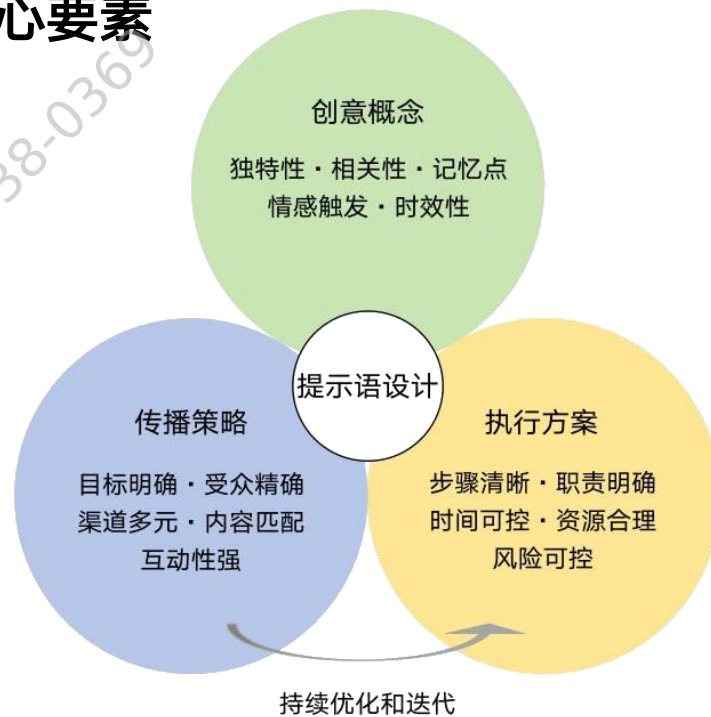 心要素
38-0369
创意概念
独特性·相关性·记忆点
情感触发·时效性
提示语设计
传播策略
目标明确·受众精确
渠道多元·内容匹配
互动性强
执行方案
步骤清晰·职责明确
时间可控·资源合理
风险可控
持续优化和迭代